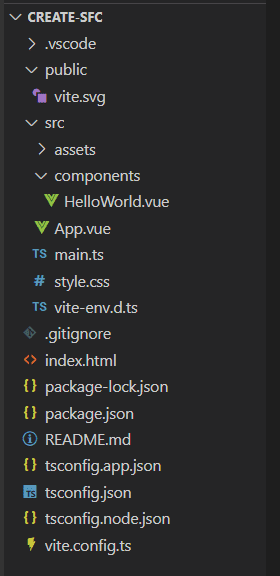 CREATE-SFC
.vscode
public
vite.svg
src
assets
components
HelloWorld.vue
App.vue
TS main.ts
# style.css
TS vite-env.d.ts
.gitignore
<> index.html
{} package-lock.json
{} package.json
README.md
{} tsconfig.app.json
TS tsconfig.json
{} tsconfig.node.json
vite.config.ts